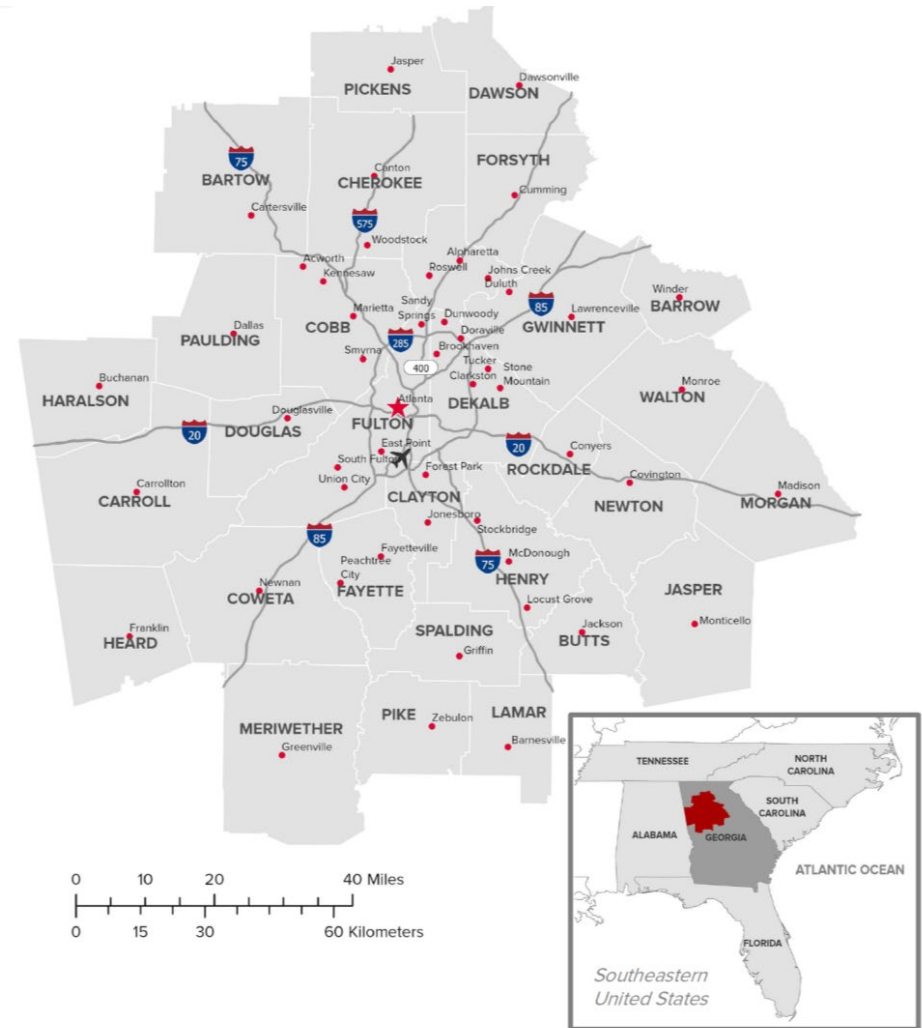 Jasper
PICKENS
Dawsonville
DAWSON
75
BARTOW
Canton
CHEROKEE
FORSYTH
Cumming
Cartersville
575
Woodstock
Acworth
Kennesaw
Alpharetta
Roswell
Johns Creek
Duluth
85
Winder
BARROW
Marietta
COBB
Sandy
Springs
Dunwoody
Doraville
Lawrenceville
GWINNETT
Dallas
PAULDING
285
Smyrna
Brookhaven
400
Tucker
Clarkston
Stone
Mountain
Buchanan
HARALSON
Monroe
WALTON
Atlanta
DEKALB
Douglasville
DOUGLAS
FULTON
20
East Point
South Fulton
Union City
Forest Park
20
Conyers
ROCKDALE
Carrollton
CARROLL
CLAYTON
Covington
NEWTON
Madison
MORGAN
Jonesboro
Stockbridge
85
Fayetteville
Peachtree
City
FAYETTE
75
McDonough
HENRY
Newnan
COWETA
JASPER
Locust Grove
Monticello
Franklin
HEARD
SPALDING
Griffin
Jackson
BUTTS
MERIWETHER
Greenville
PIKE
Zebulon
LAMAR
Barnesville
0 10 20 40 Miles
0 15 30 60 Kilometers
TENNESSEE
NORTH
CAROLINA
SOUTH
CAROLINA
ALABAMA
GEORGIA
ATLANTIC OCEAN
FLORIDA
Southeastern
United States